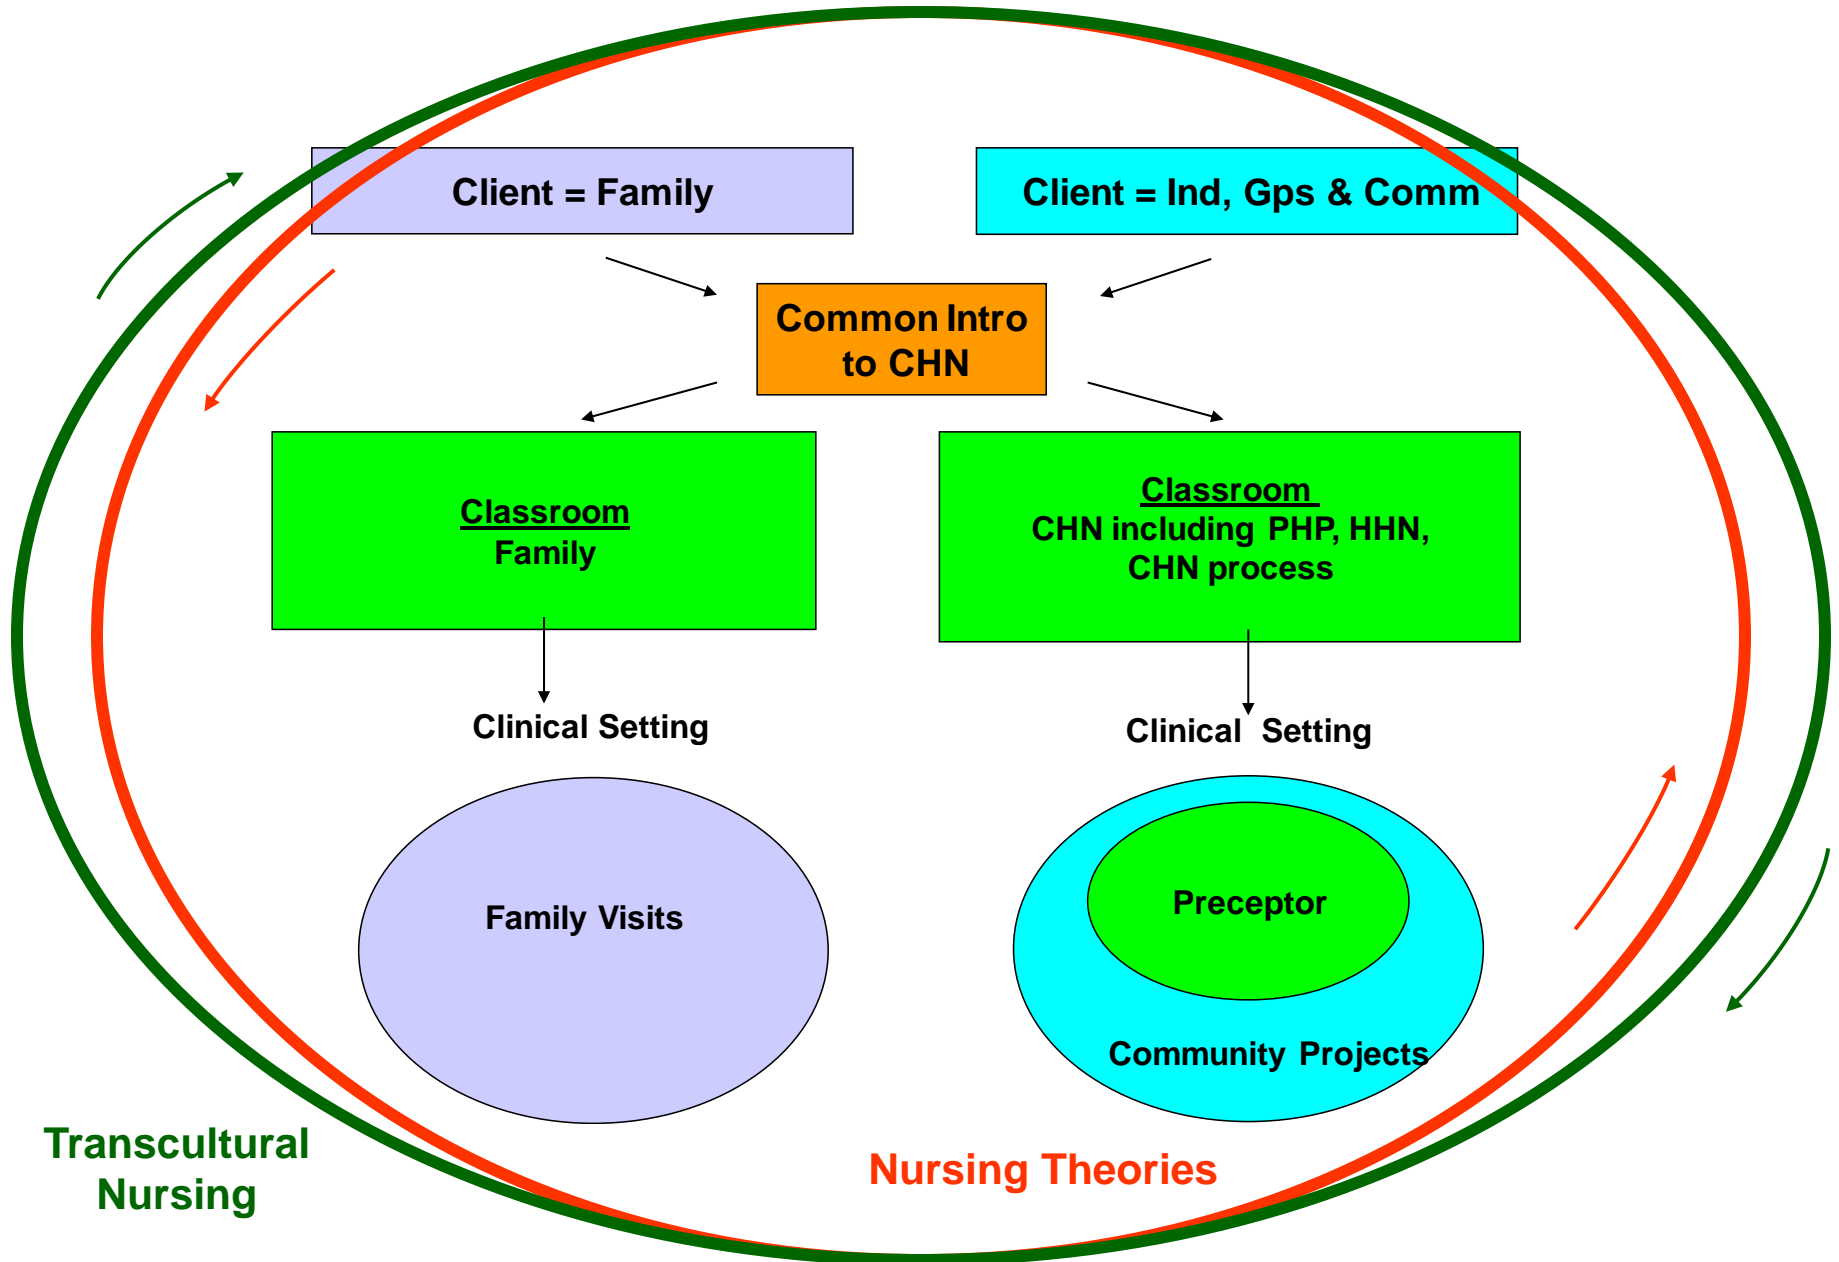 Client = Family
Client = Ind, Gps & Comm
Common Intro
to CHN
Classroom
Family
Classroom
CHN including PHP, HHN,
CHN process
Clinical Setting
Clinical Setting
Family Visits
Preceptor
Community Projects
Transcultural
Nursing
Nursing Theories